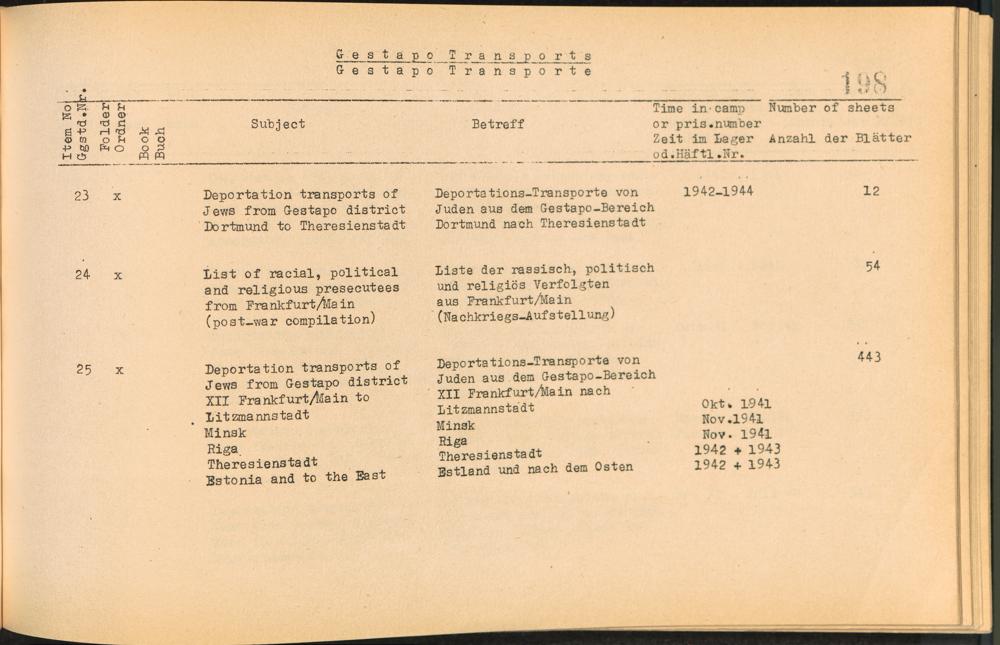 Gestapo Transports
Gestapo Transporte
198
Item No.
Ggstd.Nr.
Folder
Ordner
Book
Buch
Subject
Betreff
Time in camp
or pris.number
Zeit im Lager
od.Häftl.Nr.
Number of sheets
Anzahl der Blätter
23 x Deportation transports of Deportations-Transporte von 1942-1944 12
Jews from Gestapo district Juden aus dem Gestapo-Bereich
Dortmund to Theresienstadt Dortmund nach Theresienstadt
24 x List of racial, political Liste der rassisch, politisch 54
and religious presecutees und religiös Verfolgten
from Frankfurt/Main aus Frankfurt/Main
(post-war compilation) (Nachkriegs-Aufstellung)
25 x Deportation transports of Deportations-Transporte von 443
Jews from Gestapo district Juden aus dem Gestapo-Bereich
XII Frankfurt/Main to XII Frankfurt/Main nach
Litzmannstadt Litzmannstadt Okt. 1941
Minsk Minsk Nov.1941
Riga Riga Nov. 1941
Theresienstadt Theresienstadt 1942 + 1943
Estonia and to the East Estland und nach dem Osten 1942 + 1943